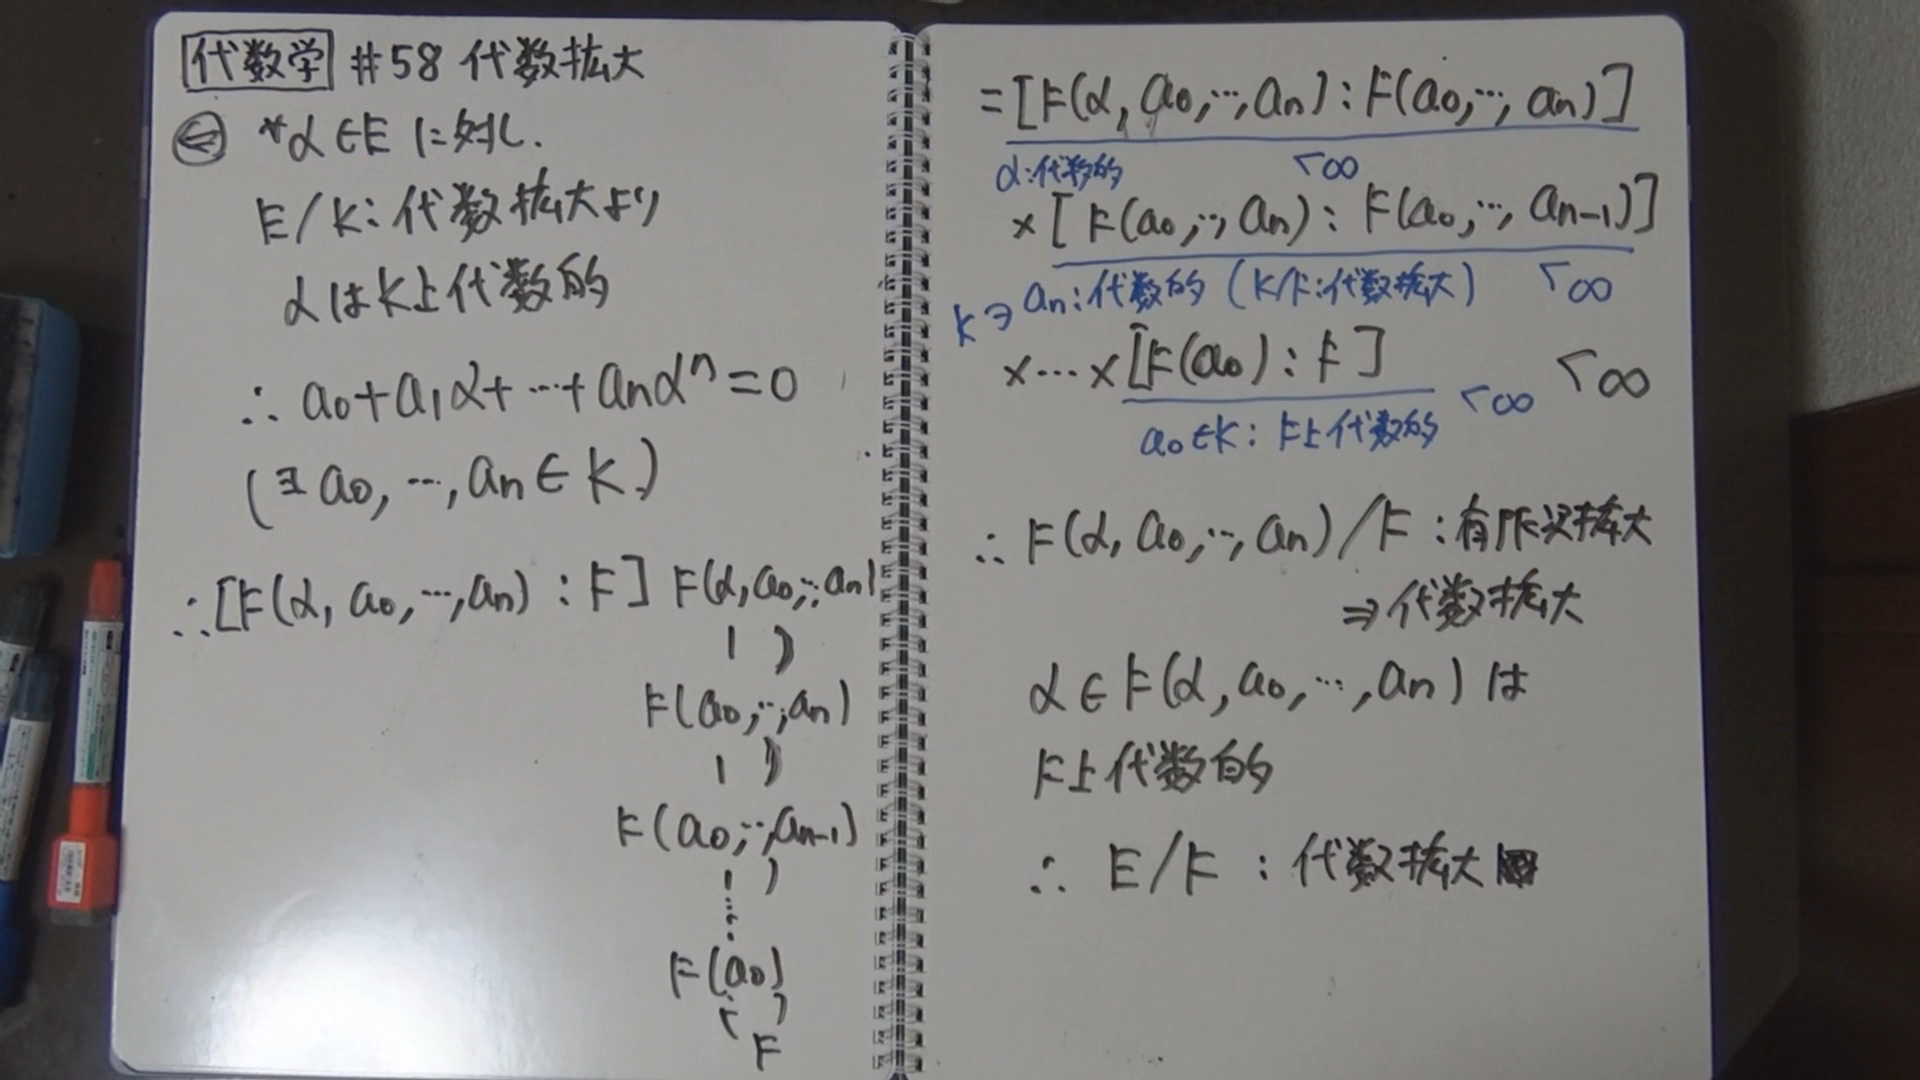 代数学 #58 代数拡大
⇐ ∀α∈E に対し.
E/K:代数拡大より
αはK上代数的
∴ a₀+a₁α+…+aₙαⁿ=0
(∃a₀,…,aₙ∈K)
∴[F(α,a₀,…,aₙ):F] F(α,a₀,…,aₙ)
| )
F(a₀,…,aₙ)
| )
F(a₀,…,aₙ₋₁)
| )
⋮
F(a₀)
( )
F
=[F(α,a₀,…,aₙ):F(a₀,…,aₙ)]
α:代数的 <∞
×[F(a₀,…,aₙ):F(a₀,…,aₙ₋₁)]
K∋aₙ:代数的(K/F:代数拡大) <∞
×…×[F(a₀):F] <∞
a₀∈K:F上代数的 <∞
∴ F(α,a₀,…,aₙ)/F:有限次拡大
⇒代数拡大
α∈F(α,a₀,…,aₙ)は
F上代数的
∴ E/F:代数拡大